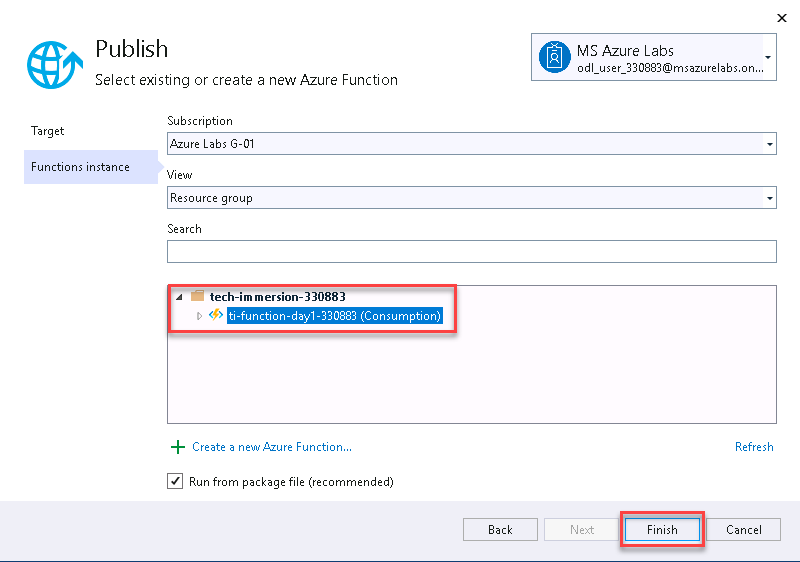 Publish
Select existing or create a new Azure Function
MS Azure Labs
odl_user_330883@msazurelabs.on...
Target
Functions instance
Subscription
Azure Labs G-01
View
Resource group
Search
tech-immersion-330883
ti-function-day1-330883 (Consumption)
Create a new Azure Function...
Refresh
Run from package file (recommended)
Back
Next
Finish
Cancel